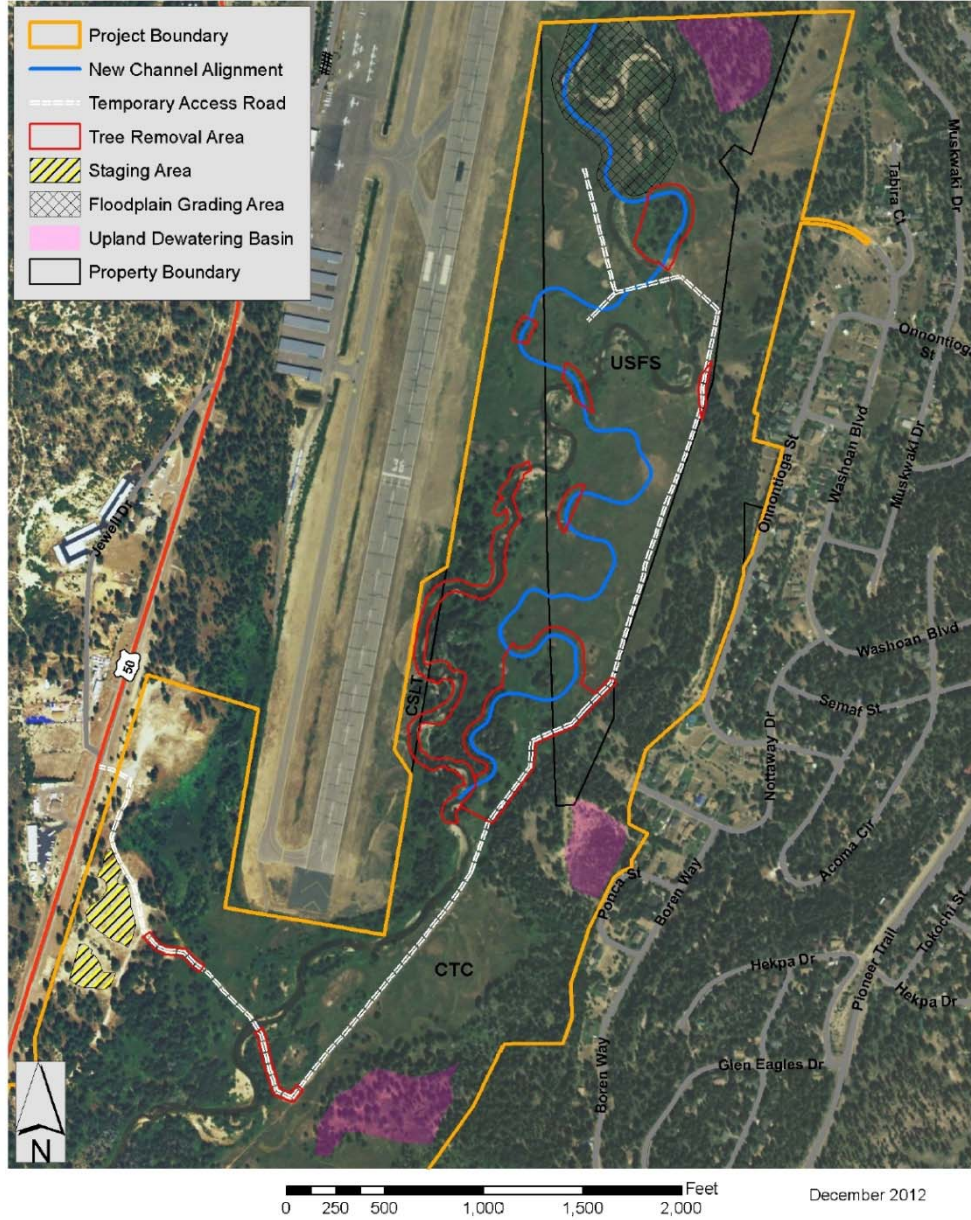 Project Boundary
New Channel Alignment
Temporary Access Road
Tree Removal Area
Staging Area
Floodplain Grading Area
Upland Dewatering Basin
Property Boundary
###
Muskwaki Dr
Tabira Ct
Onnontioga
St
USFS
Onnontioga St
Washoan Blvd
Muskwaki Dr
36
Jewell Dr
50
CSLT
Washoan Blvd
Semat St
Nottaway Dr
Acoma Cir
Ponca St
Boren Way
Pioneer Trail
Tokochi St
CTC
Hekpa Dr
Hekpa Dr
Glen Eagles Dr
Boren Way
N
Feet
0 250 500 1,000 1,500 2,000
December 2012